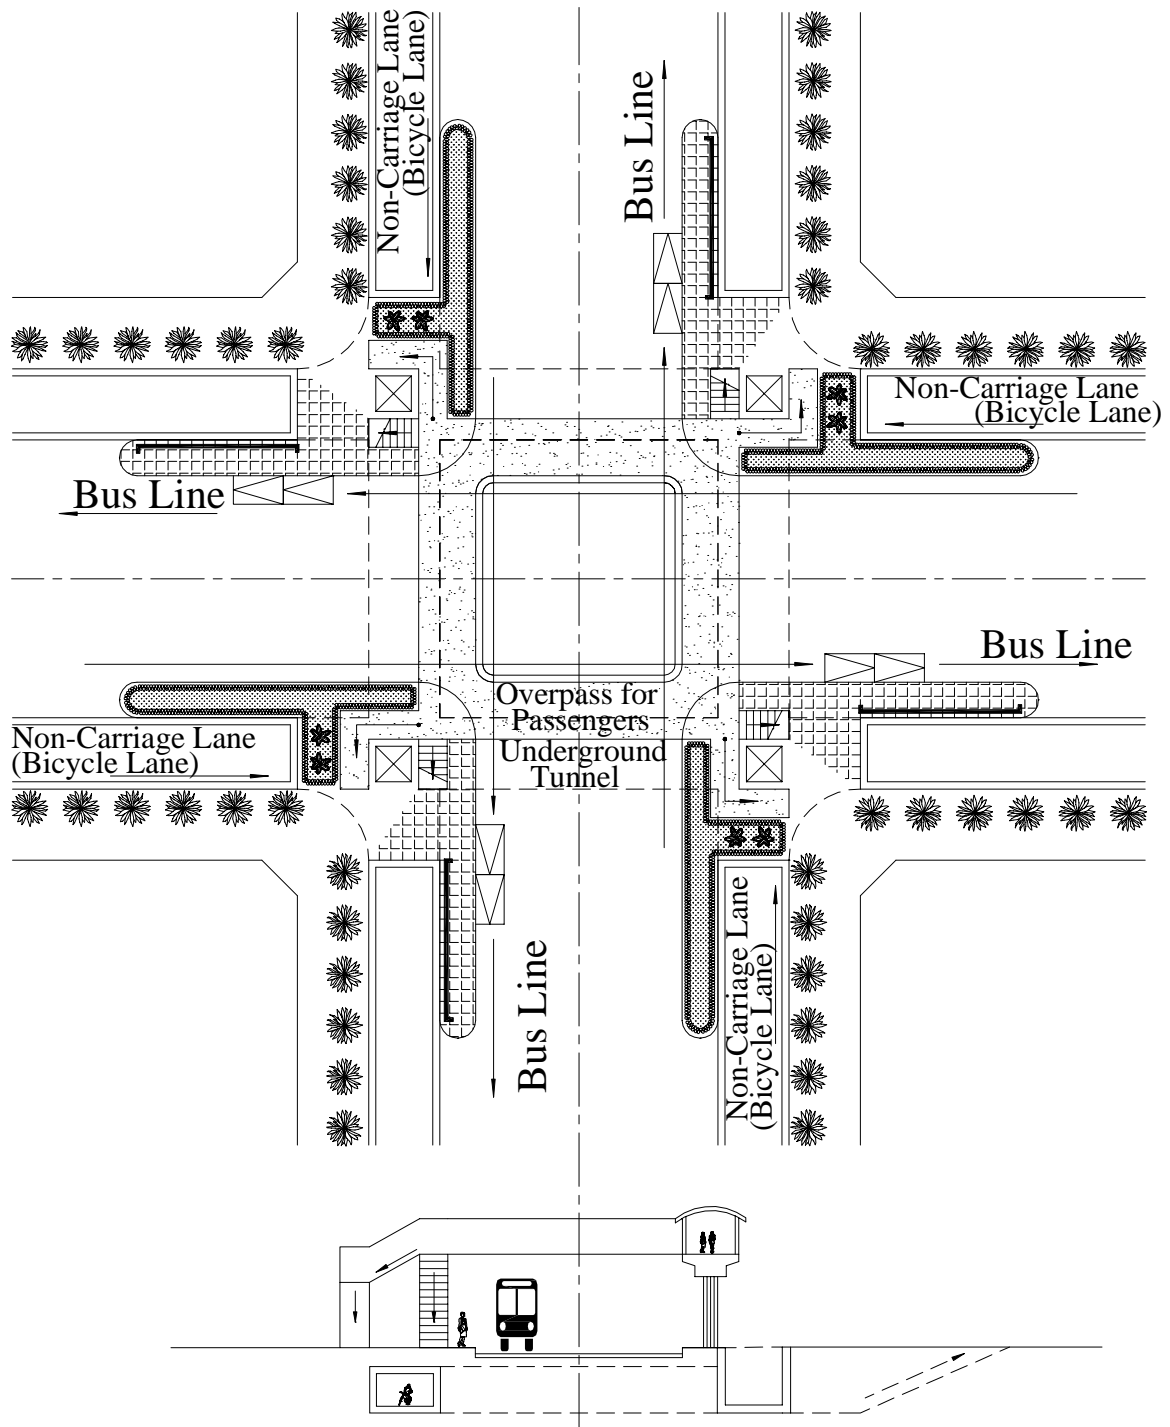 Non-Carriage Lane
(Bicycle Lane)
Bus Line
Non-Carriage Lane
(Bicycle Lane)
Bus Line
Bus Line
Overpass for
Passengers
Underground
Tunnel
Non-Carriage Lane
(Bicycle Lane)
Bus Line
Non-Carriage Lane
(Bicycle Lane)